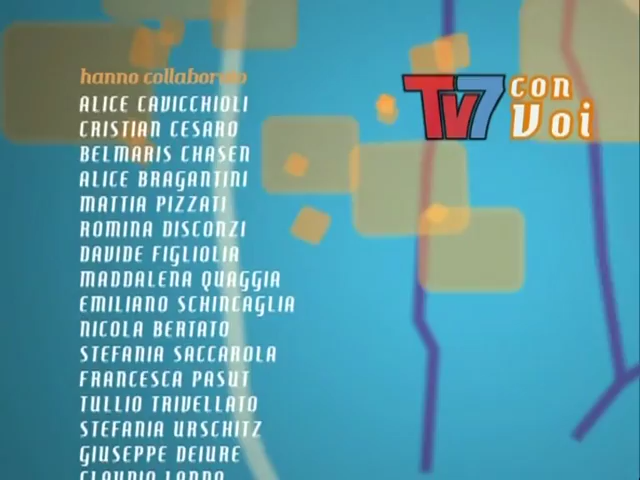 hanno collaborato
TV7 con
Voi
ALICE CAVICCHIOLI
CRISTIAN CESARO
BELMARIS CHASEN
ALICE BRAGANTINI
MATTIA PIZZATI
ROMINA DISCONZI
DAVIDE FIGLIOLIA
MADDALENA QUAGGIA
EMILIANO SCHINCAGLIA
NICOLA BERTATO
STEFANIA SACCAROLA
FRANCESCA PASUT
TULLIO TRIVELLATO
STEFANIA URSCHITZ
GIUSEPPE DEIURE
CLAUDIO